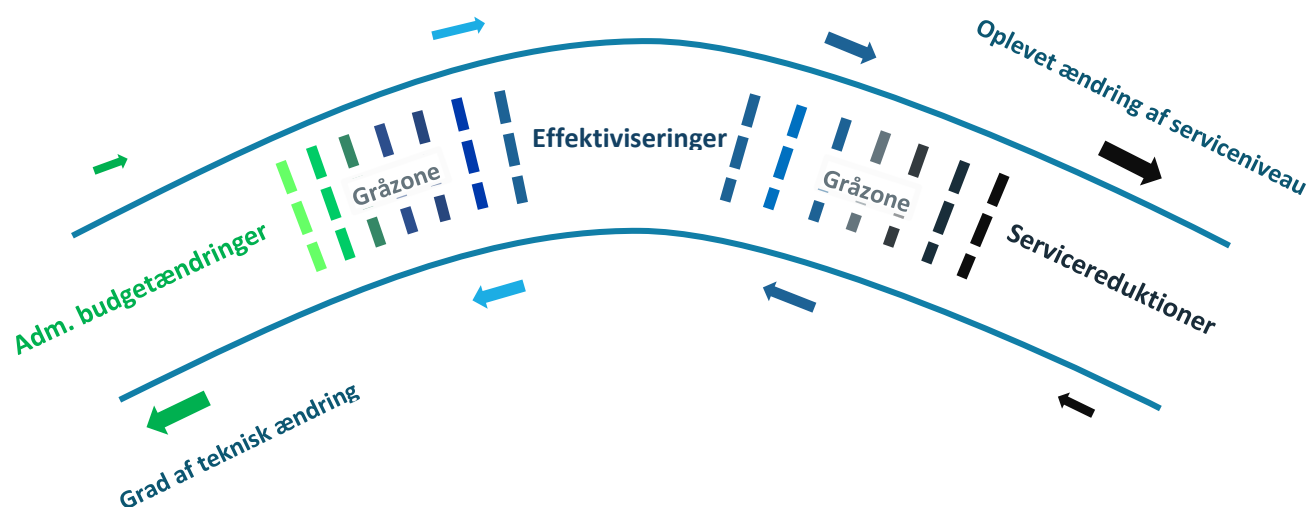 Oplevet ændring af serviceniveau
Effektiviseringer
Gråzone
Gråzone
Adm. budgetændringer
Servicereduktioner
Grad af teknisk ændring